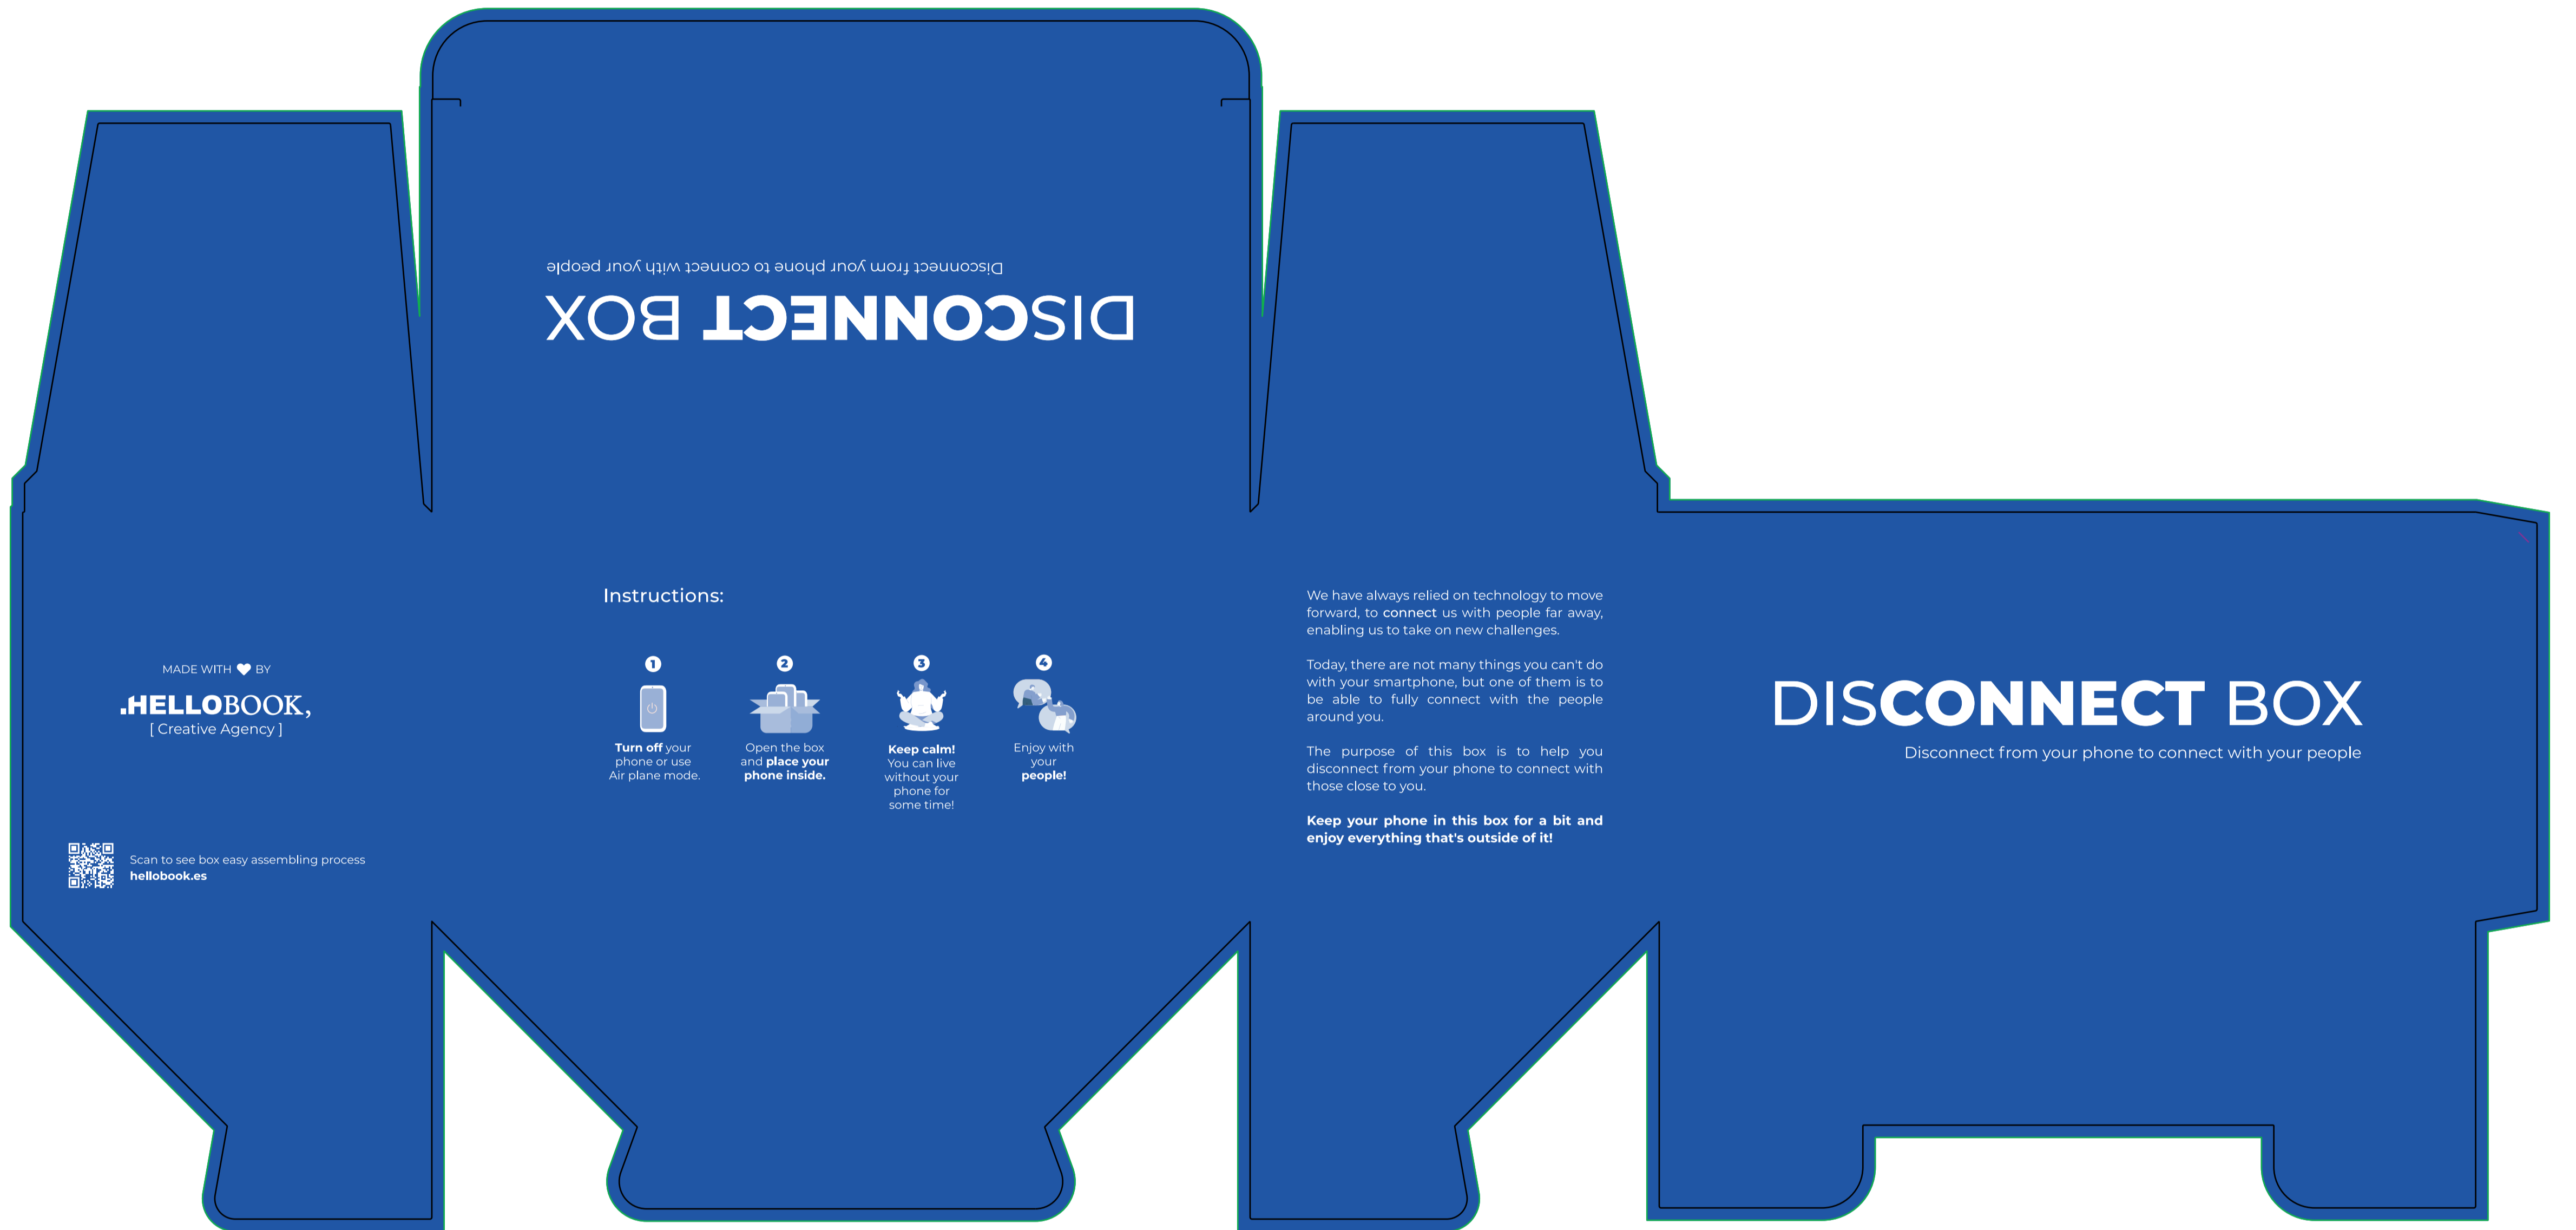 Disconnect from your phone to connect with your people
DISCONNECT BOX
MADE WITH BY
.HELLOBOOK,
[ Creative Agency ]
Scan to see box easy assembling process
hellobook.es
Instructions:
1
Turn off your
phone or use
Air plane mode.
2
Open the box
and place your
phone inside.
3
Keep calm!
You can live
without your
phone for
some time!
4
Enjoy with
your
people!
We have always relied on technology to move
forward, to connect us with people far away,
enabling us to take on new challenges.
Today, there are not many things you can't do
with your smartphone, but one of them is to
be able to fully connect with the people
around you.
The purpose of this box is to help you
disconnect from your phone to connect with
those close to you.
Keep your phone in this box for a bit and
enjoy everything that's outside of it!
DISCONNECT BOX
Disconnect from your phone to connect with your people